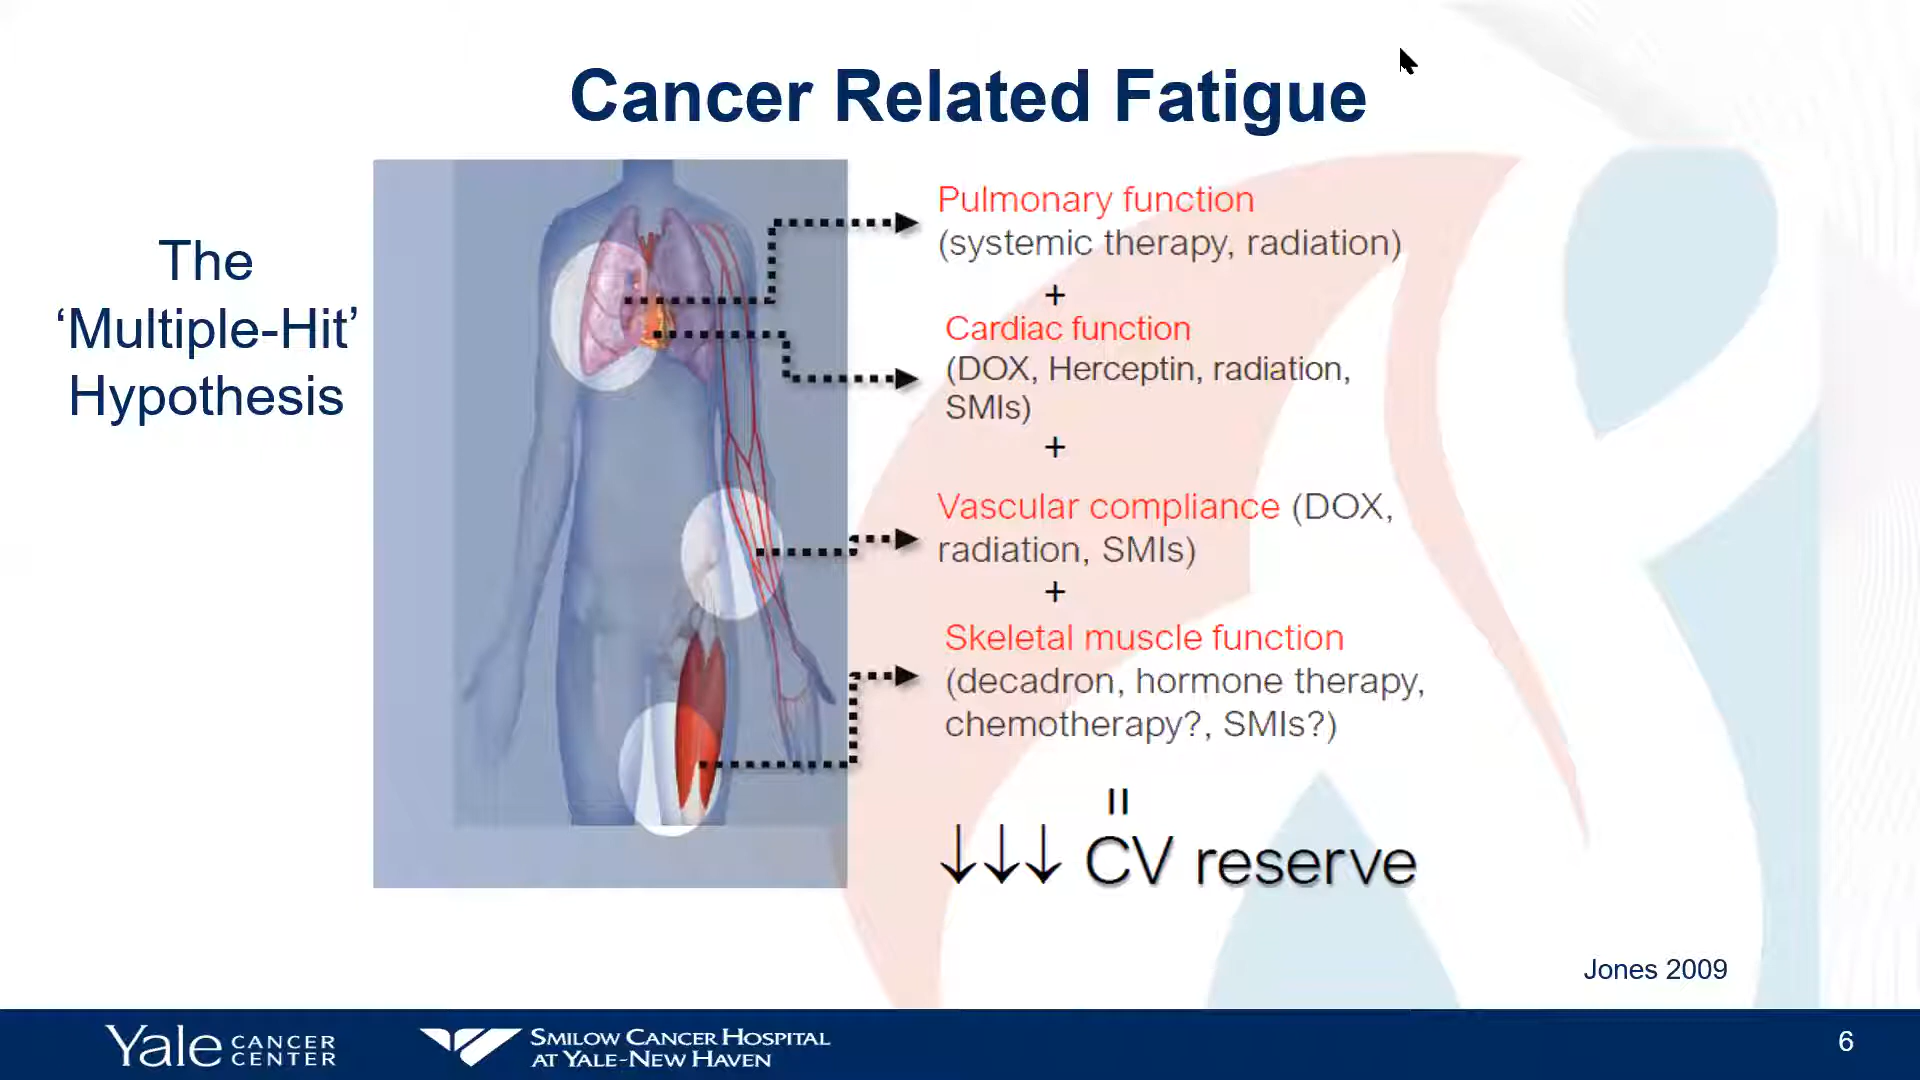 Cancer Related Fatigue
The
‘Multiple-Hit’
Hypothesis
Pulmonary function
(systemic therapy, radiation)
+
Cardiac function
(DOX, Herceptin, radiation,
SMIs)
+
Vascular compliance (DOX,
radiation, SMIs)
+
Skeletal muscle function
(decadron, hormone therapy,
chemotherapy?, SMIs?)
=
↓↓↓ CV reserve
Jones 2009
Yale CANCER
CENTER
SMILOW CANCER HOSPITAL
AT YALE-NEW HAVEN
6